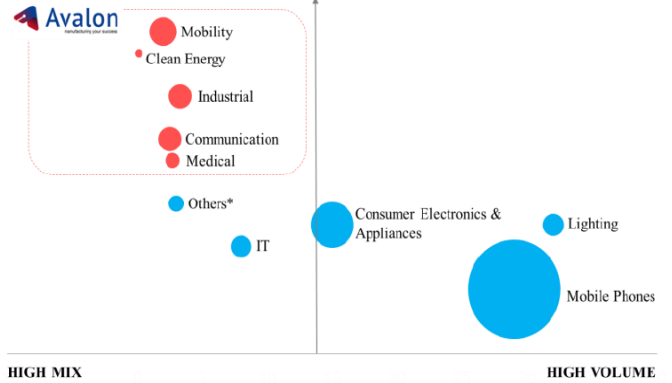 Avalon
manufacturing your success
Mobility
Clean Energy
Industrial
Communication
Medical
Others*
IT
Consumer Electronics &
Appliances
Lighting
Mobile Phones
HIGH MIX
HIGH VOLUME